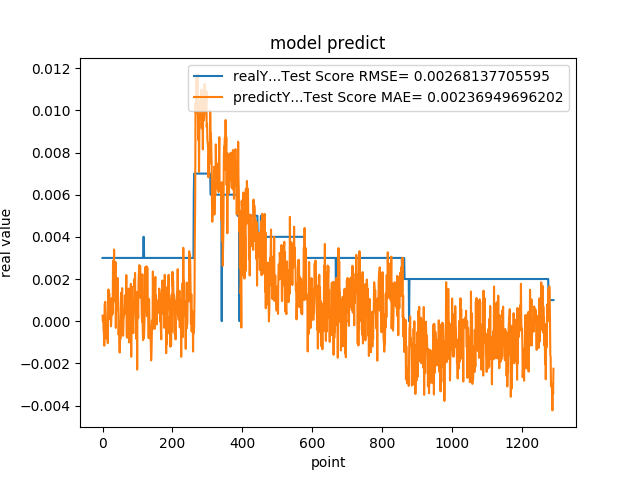 model predict
realY...Test Score RMSE= 0.00268137705595
predictY...Test Score MAE= 0.00236949696202
real value
0.012
0.010
0.008
0.006
0.004
0.002
0.000
−0.002
−0.004
0 200 400 600 800 1000 1200
point